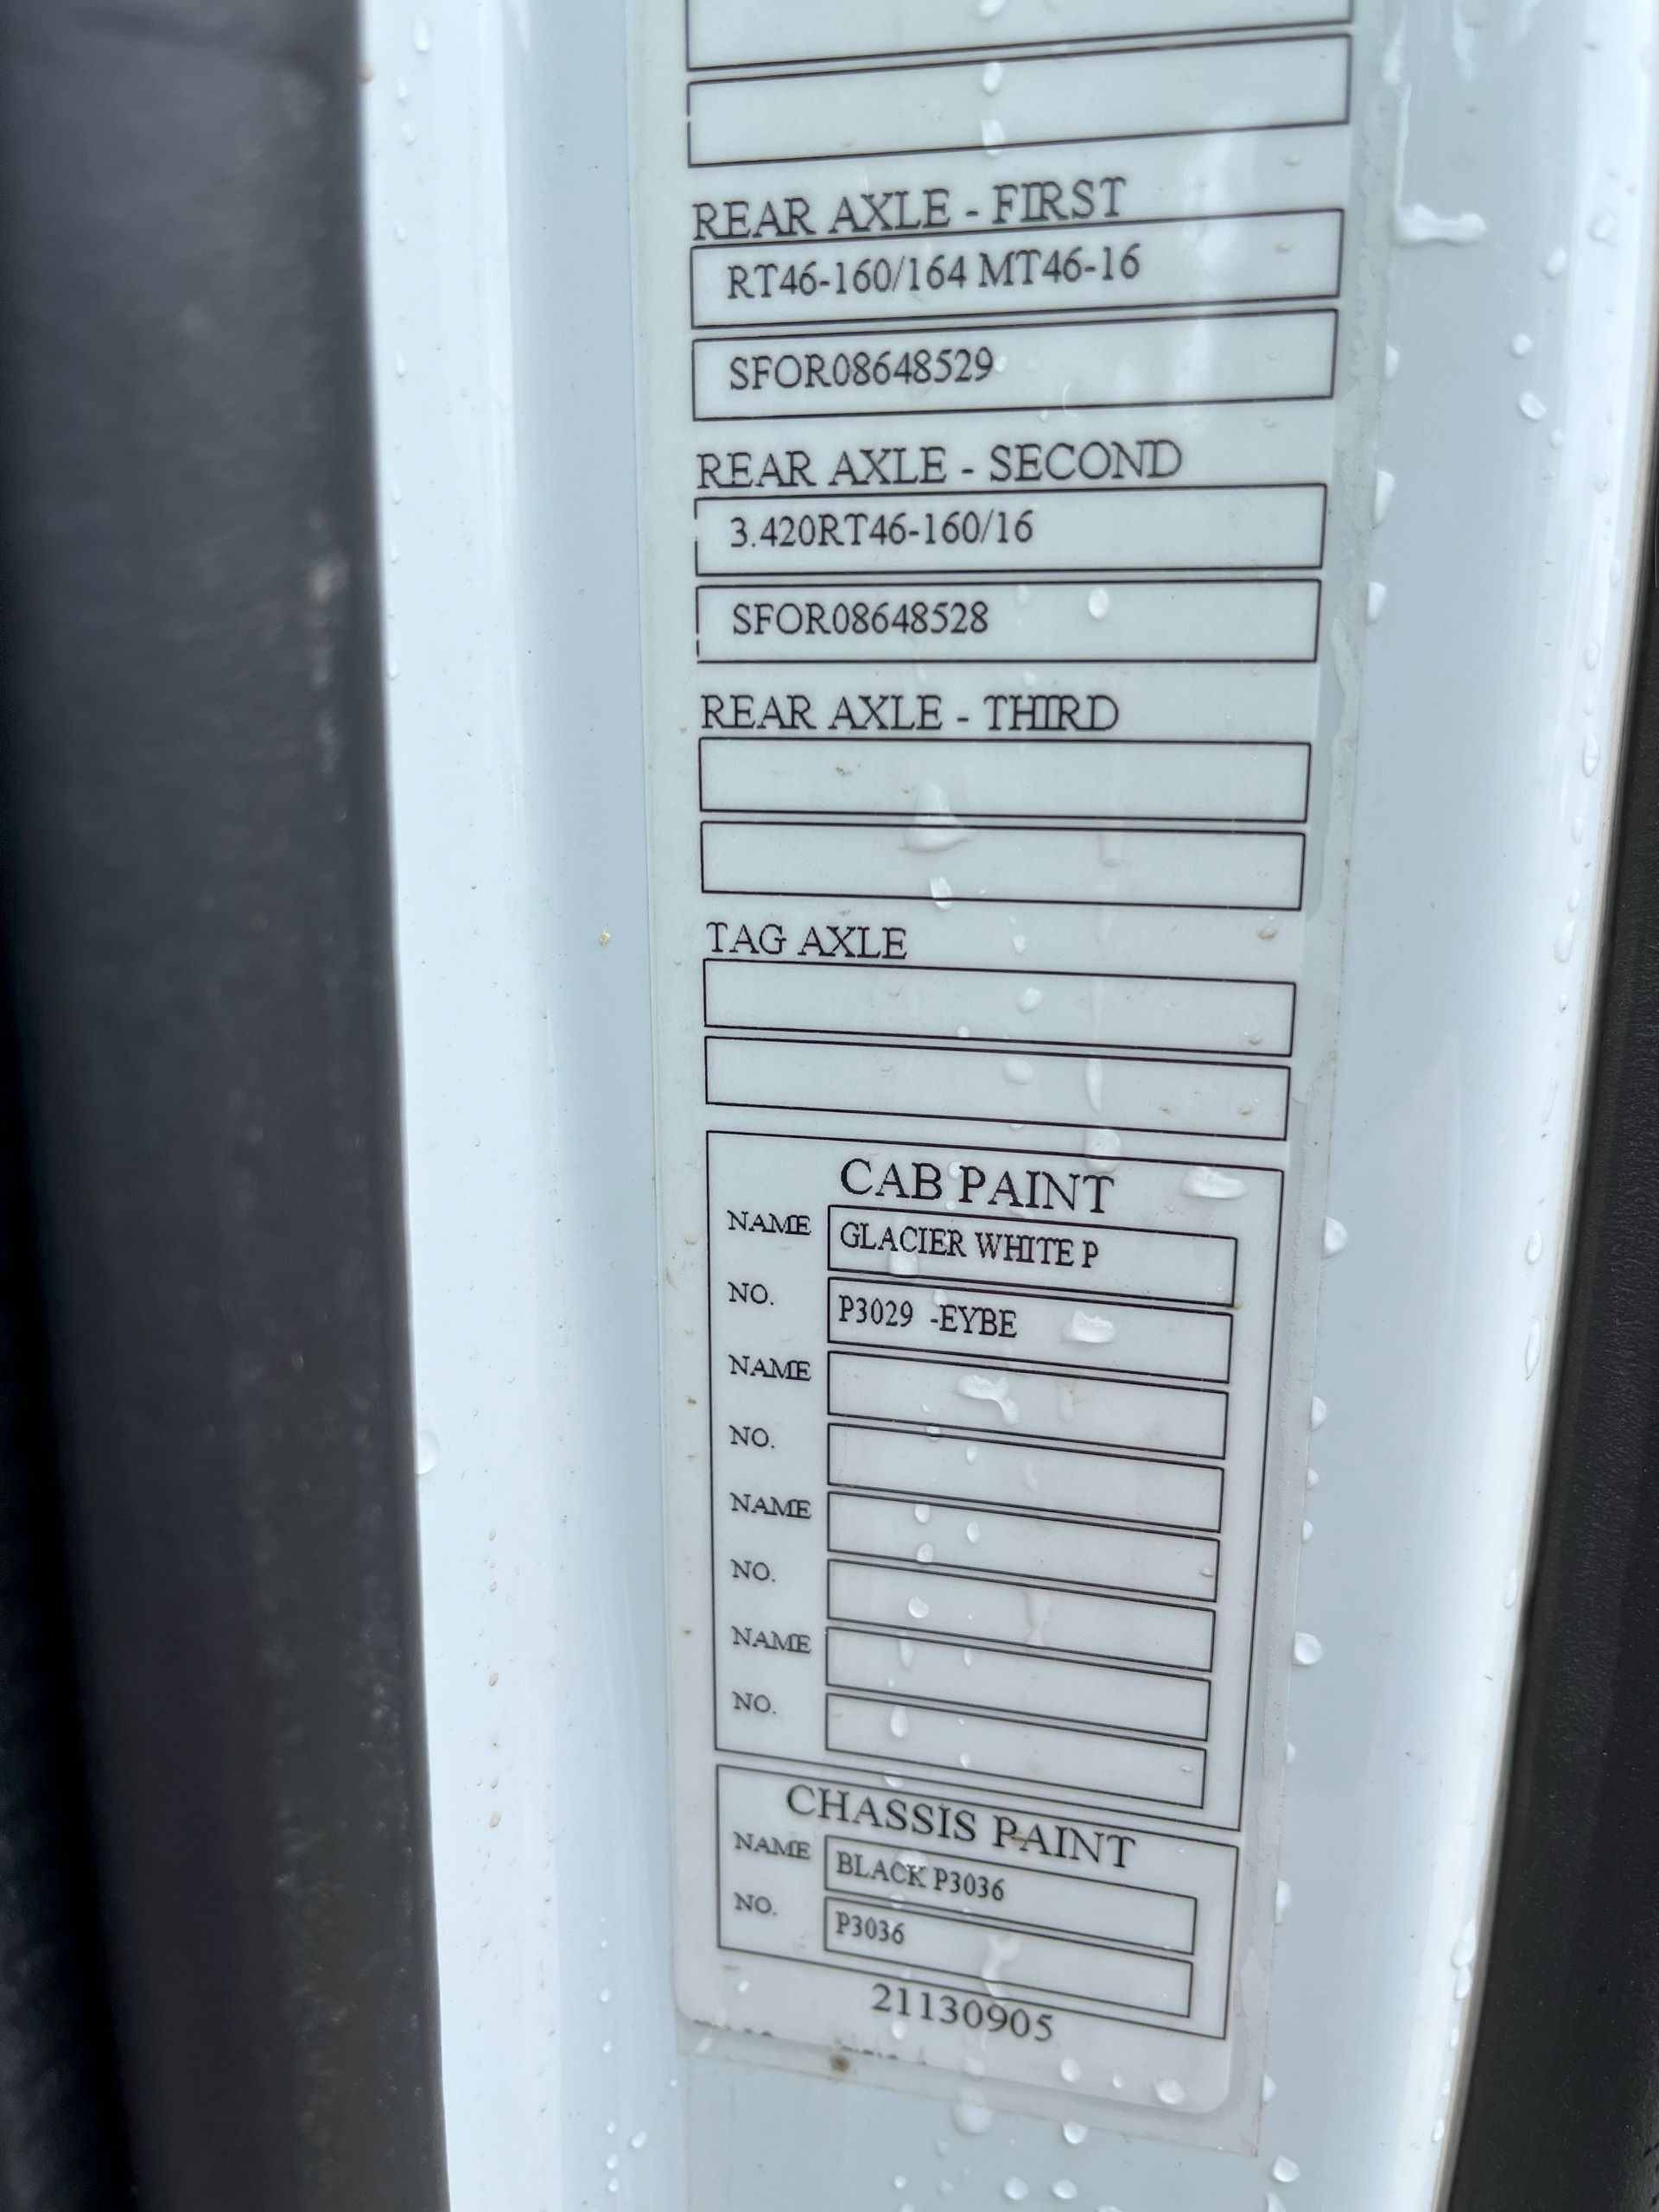 REAR AXLE - FIRST
RT46-160/164 MT46-16
SFOR08648529
REAR AXLE - SECOND
3.420RT46-160/16
SFOR08648528
REAR AXLE - THIRD
TAG AXLE
CAB PAINT
NAME GLACIER WHITE P
NO. P3029 -EYBE
NAME
NO.
NAME
NO.
NAME
NO.
CHASSIS PAINT
NAME BLACK P3036
NO. P3036
21130905